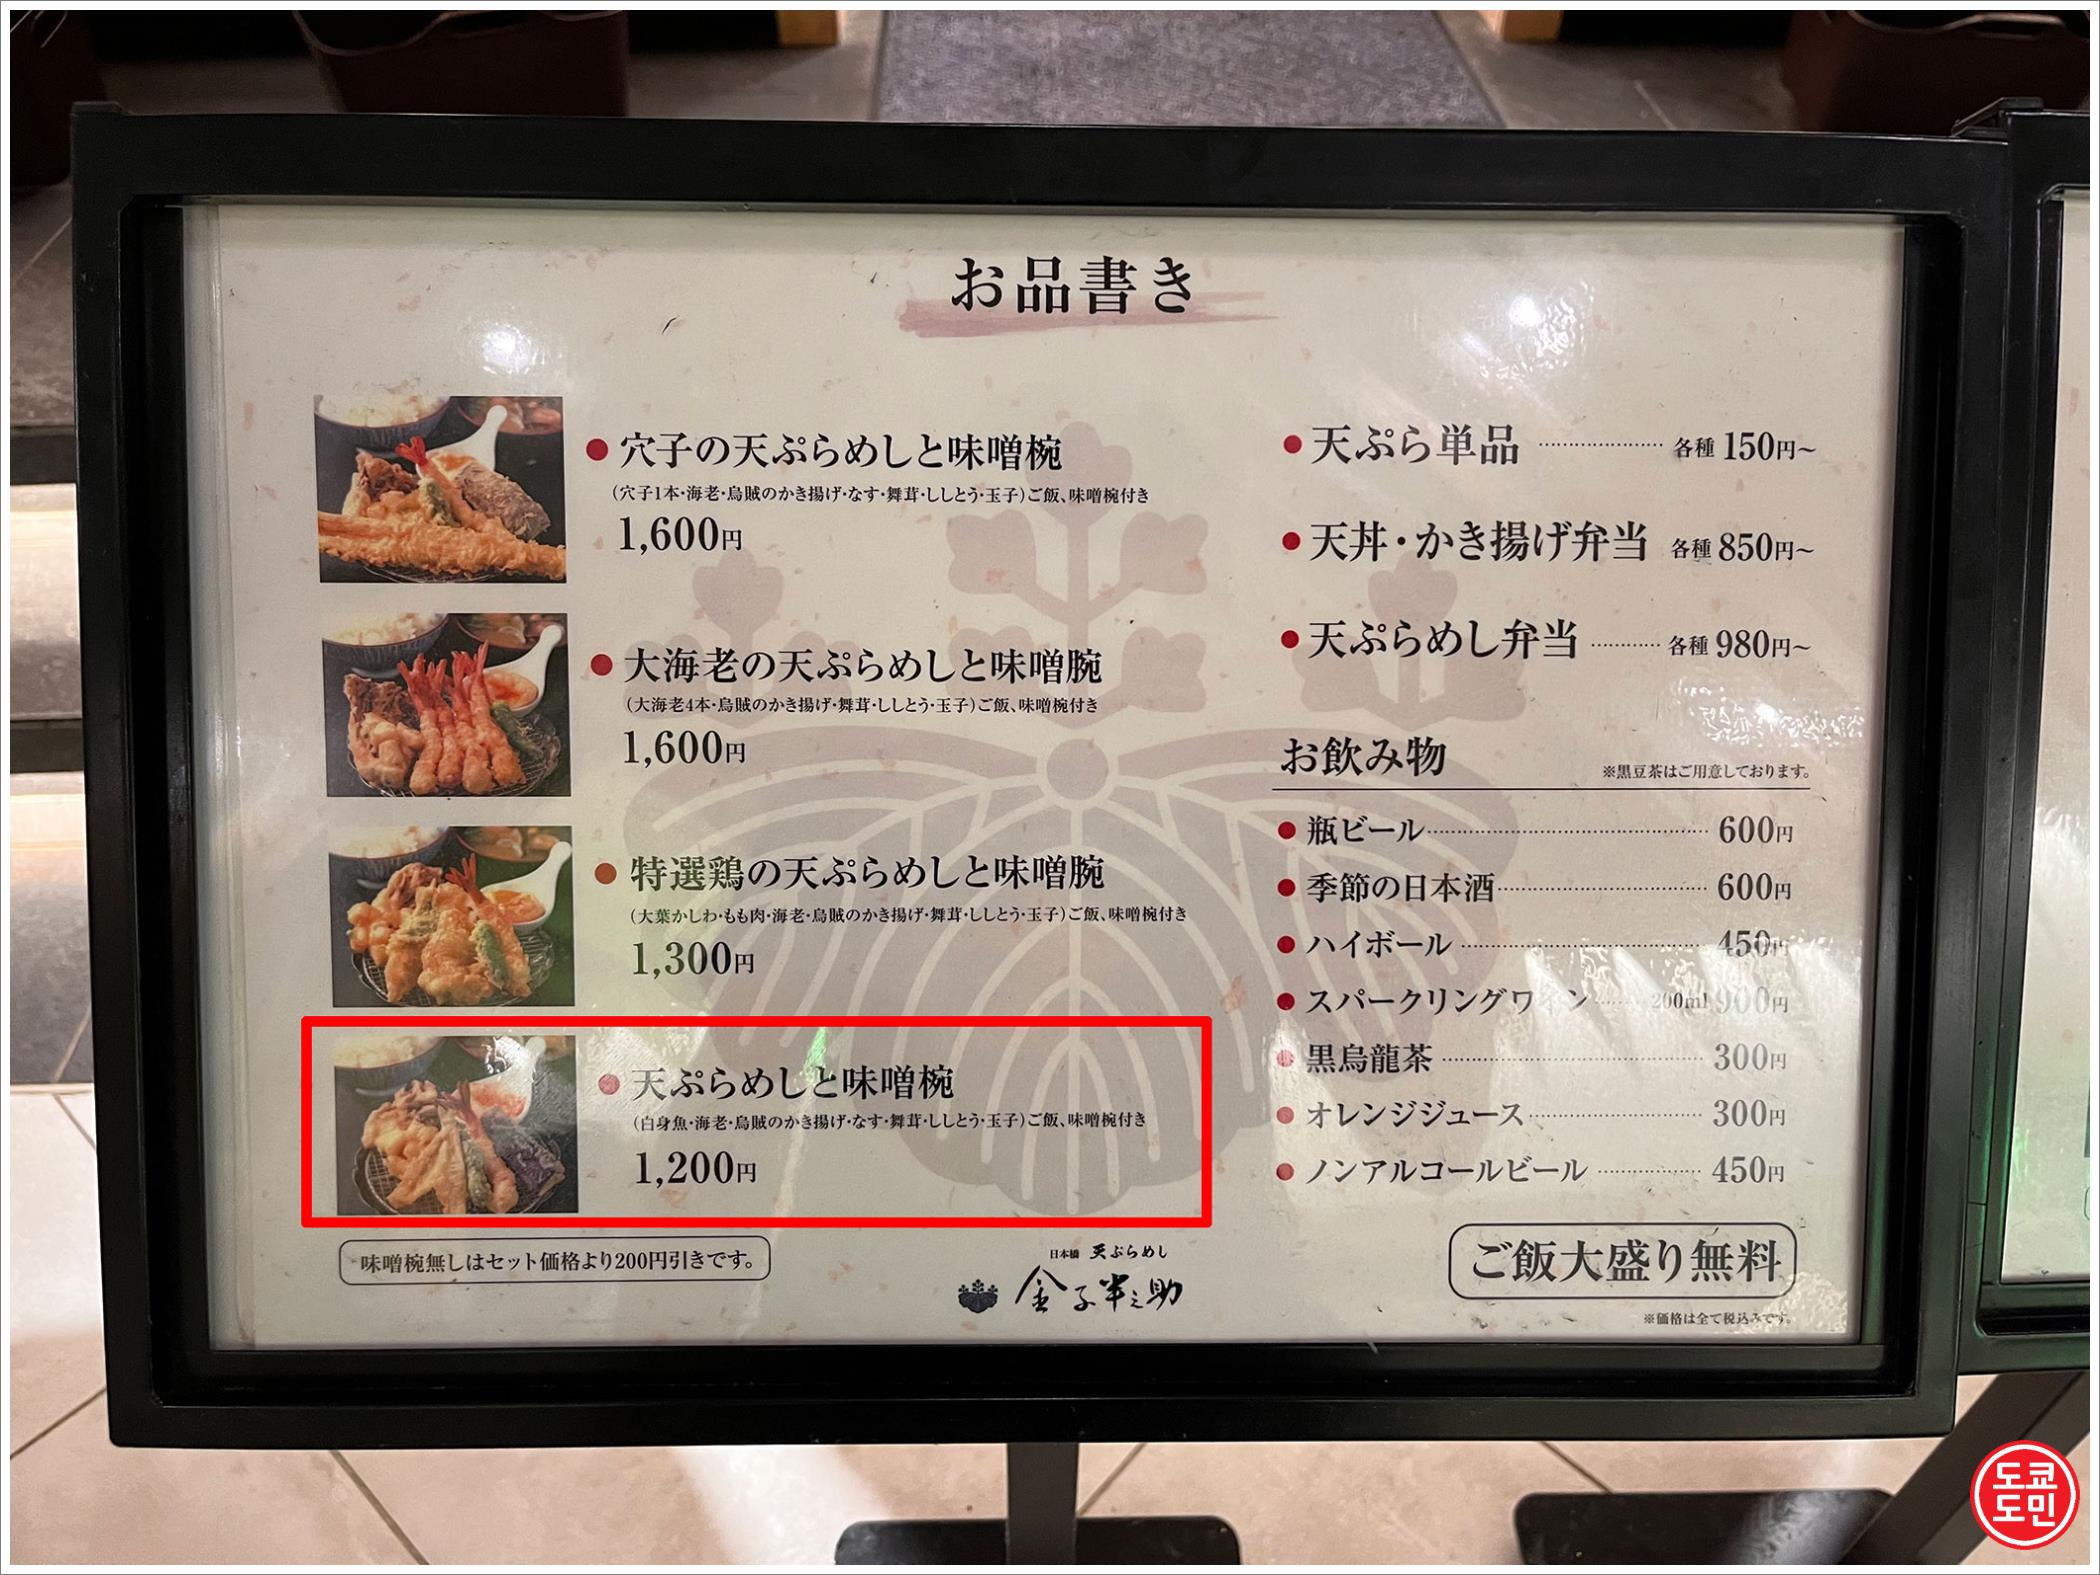 お品書き
●穴子の天ぷらめしと味噌椀
(穴子1本・海老・烏賊のかき揚げ・なす・舞茸・ししとう・玉子)ご飯、味噌椀付き
1,600円
●大海老の天ぷらめしと味噌腕
(大海老4本・烏賊のかき揚げ・舞茸・ししとう・玉子)ご飯、味噌椀付き
1,600円
●特選鶏の天ぷらめしと味噌腕
(大葉かしわ・もも肉・海老・烏賊のかき揚げ・舞茸・ししとう・玉子)ご飯、味噌椀付き
1,300円
●天ぷらめしと味噌椀
(白身魚・海老・烏賊のかき揚げ・なす・舞茸・ししとう・玉子)ご飯、味噌椀付き
1,200円
味噌椀無しはセット価格より200円引きです。
日本橋 天ぷらめし
金子半之助
●天ぷら単品 各種 150円~
●天丼・かき揚げ弁当 各種 850円~
●天ぷらめし弁当 各種 980円~
お飲み物 ※黒豆茶はご用意しております。
●瓶ビール 600円
●季節の日本酒 600円
●ハイボール 450円
●スパークリングワイン 200ml 900円
●黒烏龍茶 300円
●オレンジジュース 300円
●ノンアルコールビール 450円
ご飯大盛り無料
※価格は全て税込みです。
도쿄
도민